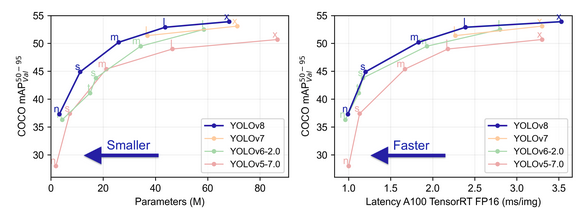 COCO mAP50−95 Val
55
50
45
40
35
30
n
s
m
l
x
l
x
n
s
m
l
n
s
m
l
x
YOLOv8
YOLOv7
YOLOv6-2.0
YOLOv5-7.0
Smaller
0 20 40 60 80
Parameters (M)
COCO mAP50−95 Val
55
50
45
40
35
30
n
s
m
l
x
n
s
m
l
x
YOLOv8
YOLOv7
YOLOv6-2.0
YOLOv5-7.0
Faster
1.0 1.5 2.0 2.5 3.0 3.5
Latency A100 TensorRT FP16 (ms/img)